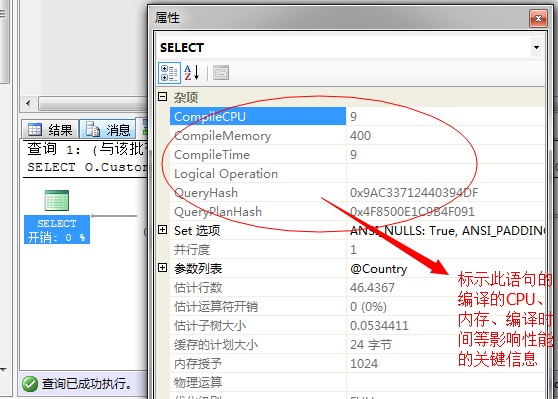 属性
SELECT
杂项
CompileCPU 9
CompileMemory 400
CompileTime 9
Logical Operation
QueryHash 0x9AC33712440394DF
QueryPlanHash 0x4F8500E1C9B4F091
Set 选项 ANSI_NULLS: True, ANSI_PADDING
并行度 1
参数列表 @Country
估计行数 46.4367
估计运算符开销 0 (0%)
估计子树大小 0.0534411
缓存的计划大小 24 字节
内存授予 1024
物理运算
标示此语句的
编译的CPU、
内存、编译时
间等影响性能
的关键信息
结果 消息
查询 1: (与该批
SELECT O.Custom
SELECT
开销: 0 %
查询已成功执行。